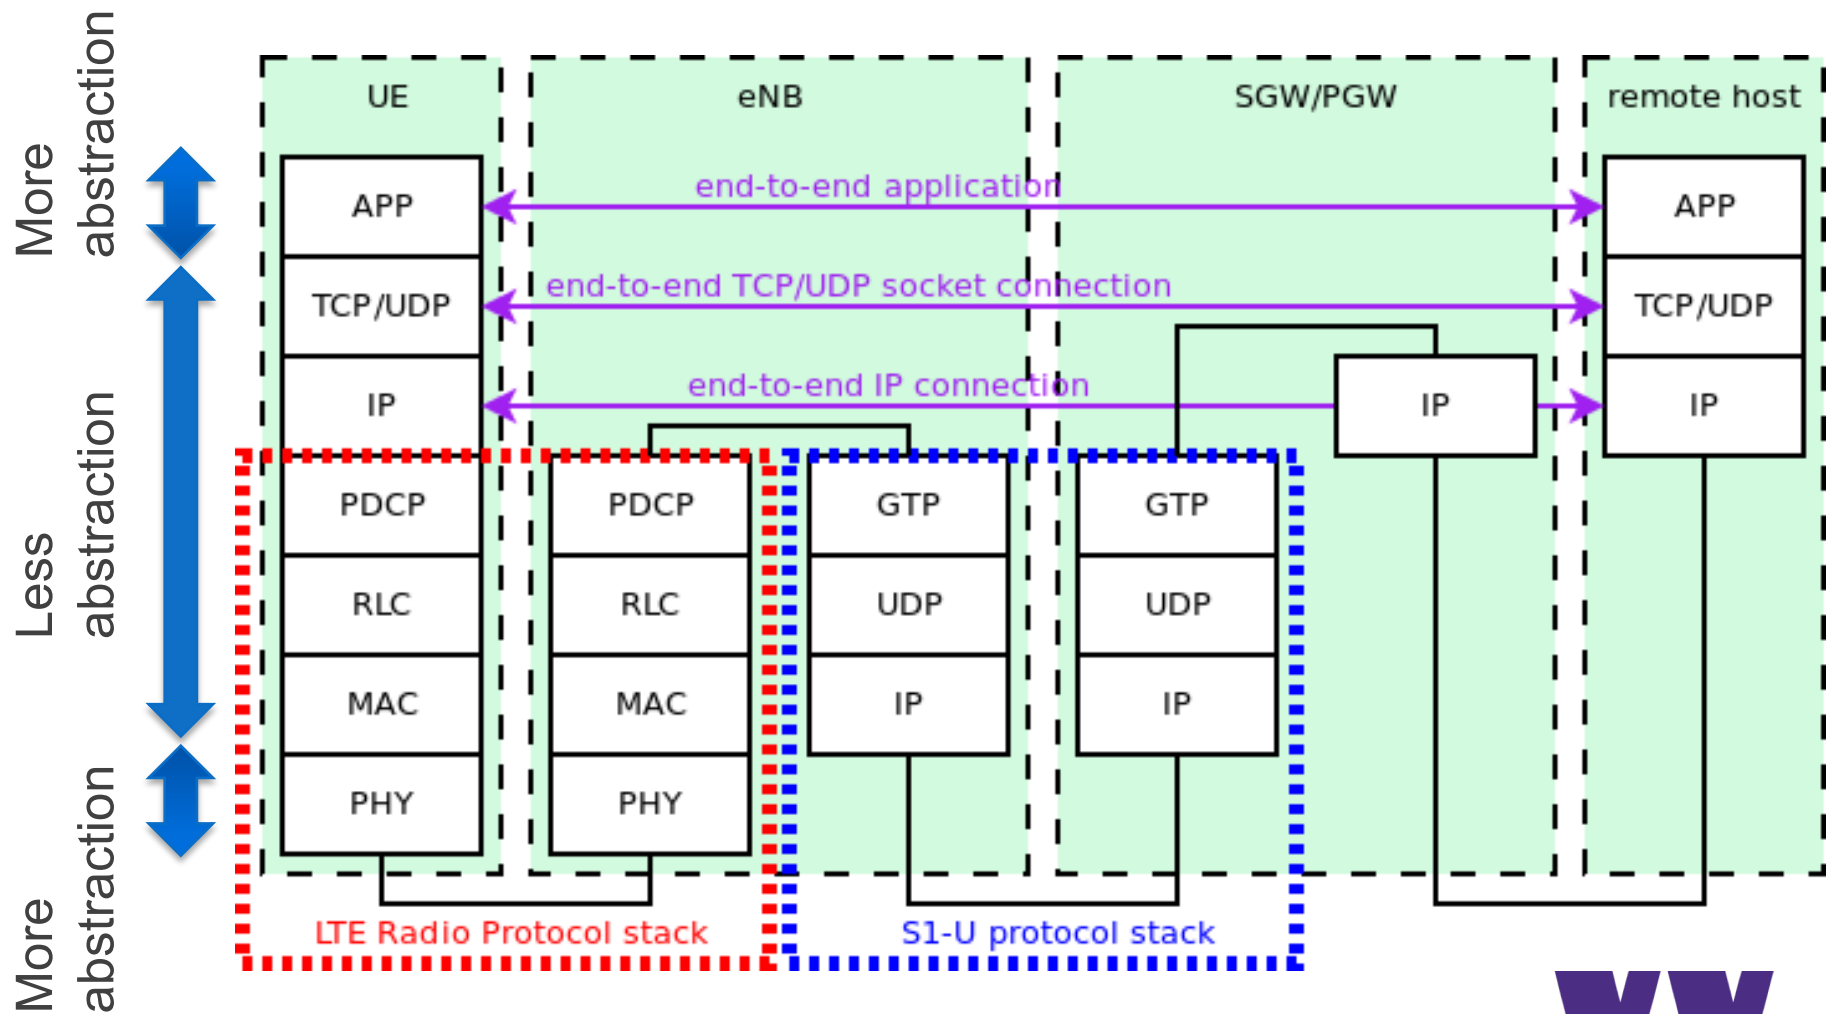 More
abstraction
Less
abstraction
More
abstraction
UE
eNB
SGW/PGW
remote host
APP
end-to-end application
APP
TCP/UDP
end-to-end TCP/UDP socket connection
TCP/UDP
IP
end-to-end IP connection
IP
IP
PDCP
PDCP
GTP
GTP
RLC
RLC
UDP
UDP
MAC
MAC
IP
IP
PHY
PHY
LTE Radio Protocol stack
S1-U protocol stack